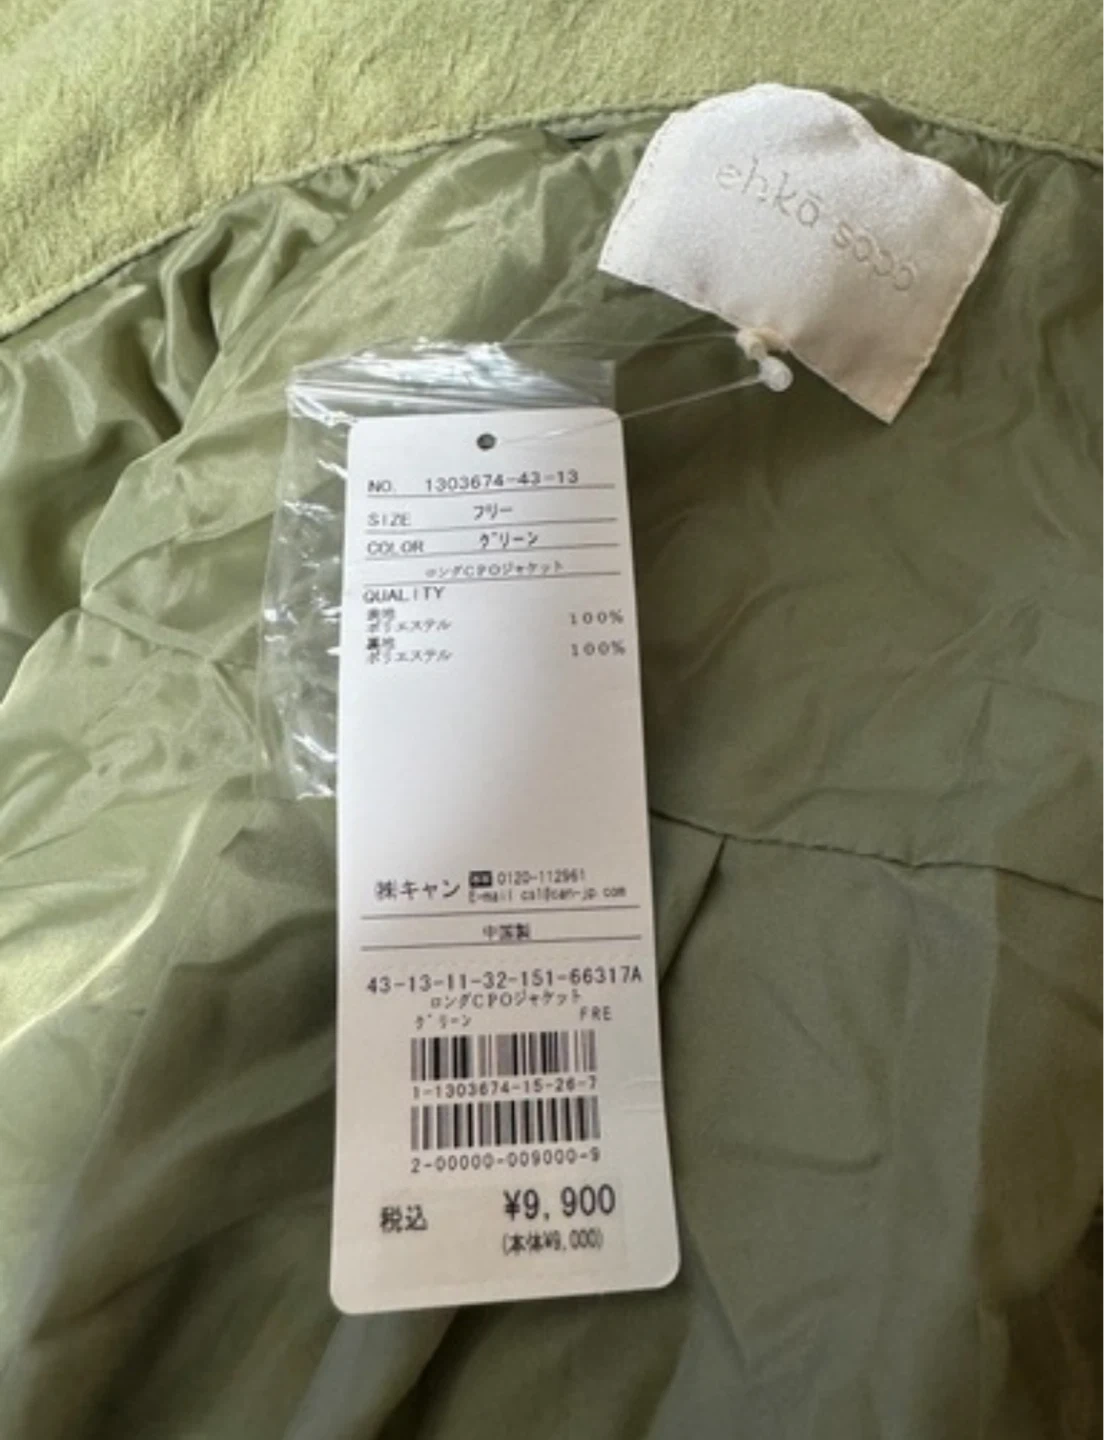 ehkā sopo
NO. 1303674-43-13
SIZE フリー
COLOR グリーン
ロングCPOジャケット
QUALITY
表地
ポリエステル 100%
裏地
ポリエステル 100%
㈱キャン 0120-112961
E-mail cs1@can-jp.com
中国製
43-13-11-32-151-66317A
ロングCPOジャケット
グリーン FRE
1-1303674-15-26-7
2-00000-009000-9
税込 ¥9,900
(本体¥9,000)